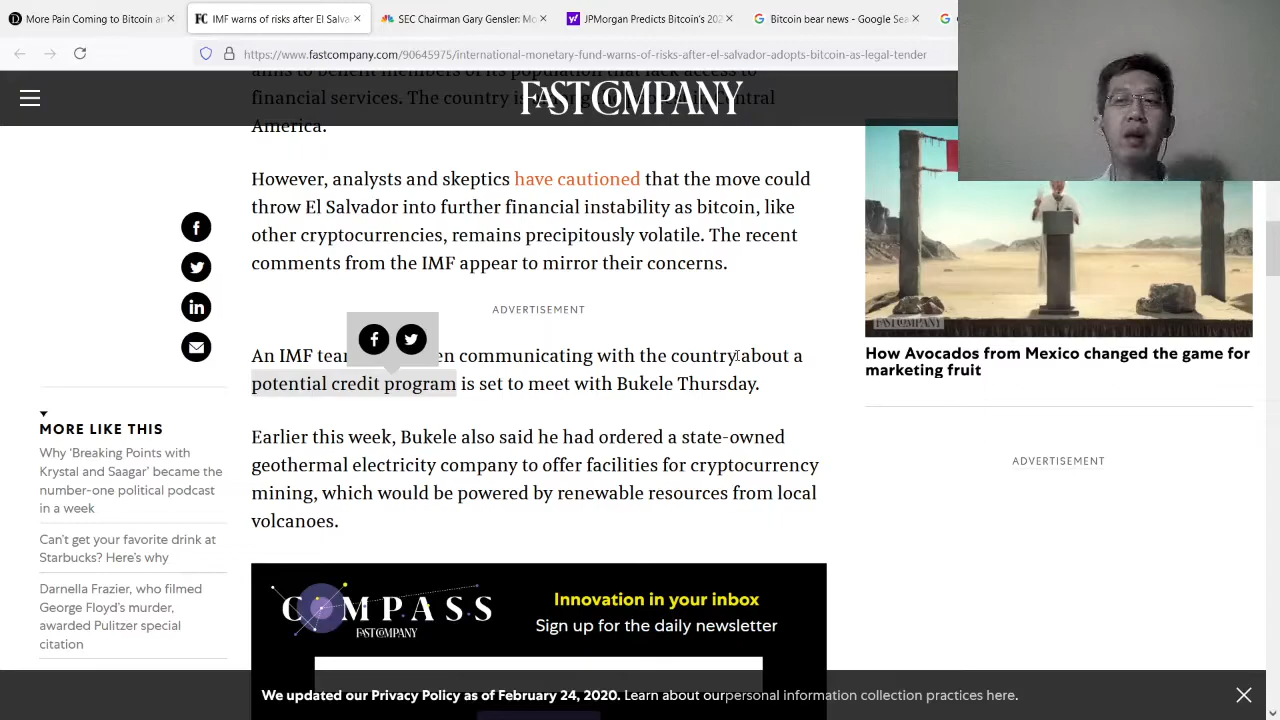 More Pain Coming to Bitcoin ar
IMF warns of risks after El Salva
SEC Chairman Gary Gensler: Mo
JPMorgan Predicts Bitcoin's 202
Bitcoin bear news - Google Sea
https://www.fastcompany.com/90645975/international-monetary-fund-warns-of-risks-after-el-salvador-adopts-bitcoin-as-legal-tender
FAST COMPANY
aims to benefit members of its population that lack access to
financial services. The country is
America.
However, analysts and skeptics have cautioned that the move could
throw El Salvador into further financial instability as bitcoin, like
other cryptocurrencies, remains precipitously volatile. The recent
comments from the IMF appear to mirror their concerns.
ADVERTISEMENT
An IMF tea en communicating with the country about a
potential credit program is set to meet with Bukele Thursday.
Earlier this week, Bukele also said he had ordered a state-owned
geothermal electricity company to offer facilities for cryptocurrency
mining, which would be powered by renewable resources from local
volcanoes.
MORE LIKE THIS
Why ‘Breaking Points with
Krystal and Saagar’ became the
number-one political podcast
in a week
Can’t get your favorite drink at
Starbucks? Here’s why
Darnella Frazier, who filmed
George Floyd’s murder,
awarded Pulitzer special
citation
FAST COMPANY
How Avocados from Mexico changed the game for
marketing fruit
ADVERTISEMENT
COMPASS
FAST COMPANY
Innovation in your inbox
Sign up for the daily newsletter
We updated our Privacy Policy as of February 24, 2020. Learn about our personal information collection practices here.